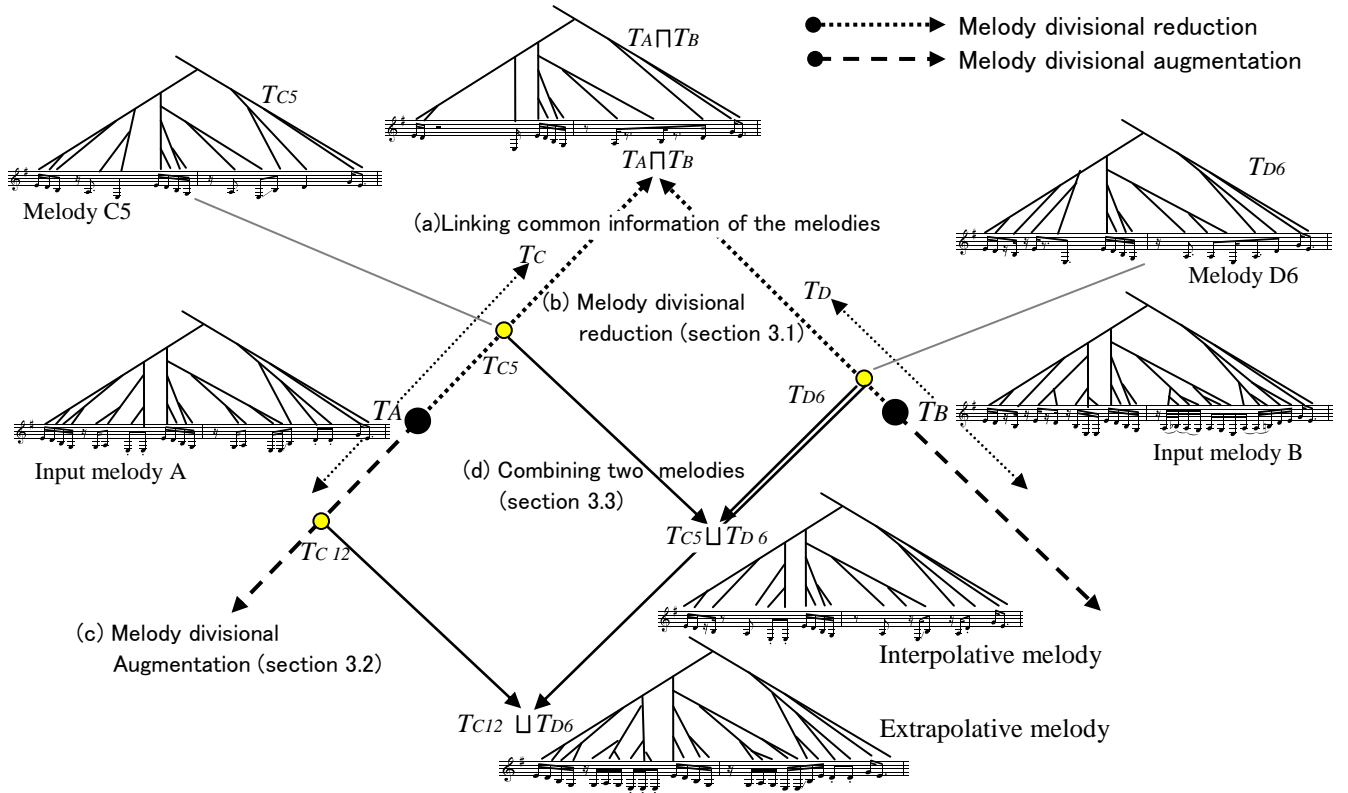 TA⊓TB
Melody divisional reduction
Melody divisional augmentation
TC5
TA⊓TB
TD6
Melody C5
(a)Linking common information of the melodies
TC
Melody D6
(b) Melody divisional
reduction (section 3.1)
TD
TC5
TD6
TA
TB
Input melody A
Input melody B
(d) Combining two melodies
(section 3.3)
TC5⊔TD 6
TC 12
(c) Melody divisional
Augmentation (section 3.2)
Interpolative melody
TC12 ⊔TD6
Extrapolative melody